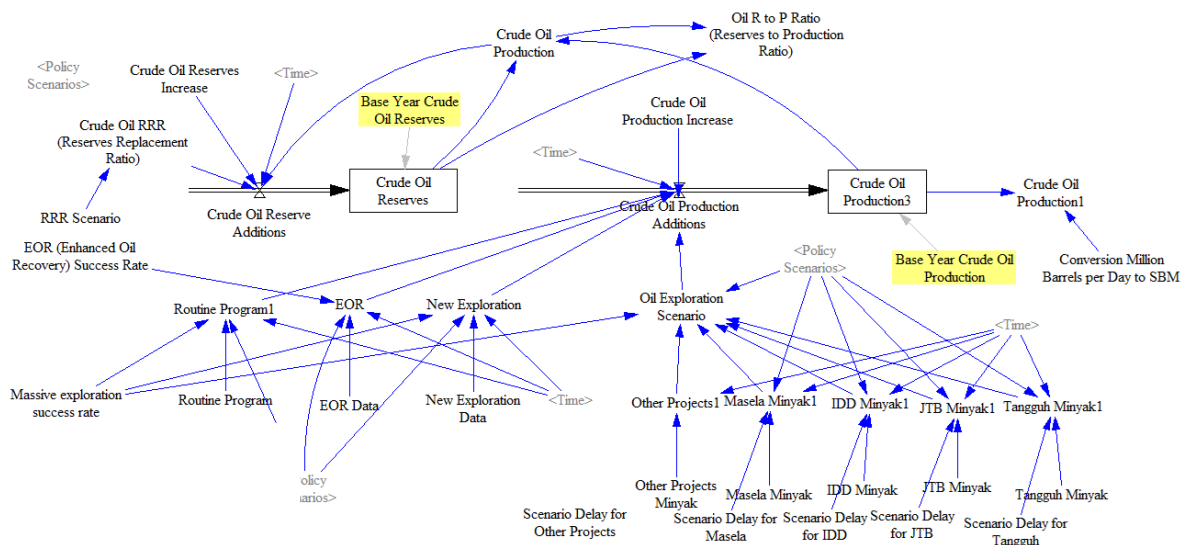 <Policy
Scenarios>
Crude Oil Reserves
Increase
<Time>
Crude Oil
Production
Oil R to P Ratio
(Reserves to Production
Ratio)
Crude Oil RRR
(Reserves Replacement
Ratio)
Base Year Crude
Oil Reserves
Crude Oil
Production Increase
<Time>
Crude Oil
Reserves
Crude Oil
Production3
Crude Oil
Production1
RRR Scenario
Crude Oil Reserve
Additions
Crude Oil Production
Additions
EOR (Enhanced Oil
Recovery) Success Rate
<Policy
Scenarios>
Base Year Crude Oil
Production
Conversion Million
Barrels per Day to SBM
Routine Program1
EOR
New Exploration
Oil Exploration
Scenario
<Time>
Massive exploration
success rate
Routine Program
EOR Data
New Exploration
Data
<Time>
Other Projects1
Masela Minyak1
IDD Minyak1
JTB Minyak1
Tangguh Minyak1
olicy
narios>
Other Projects
Minyak
Masela Minyak
IDD Minyak
JTB Minyak
Tangguh Minyak
Scenario Delay for
Other Projects
Scenario Delay for
Masela
Scenario Delay
for IDD
Scenario Delay
for JTB
Scenario Delay for
Tangguh